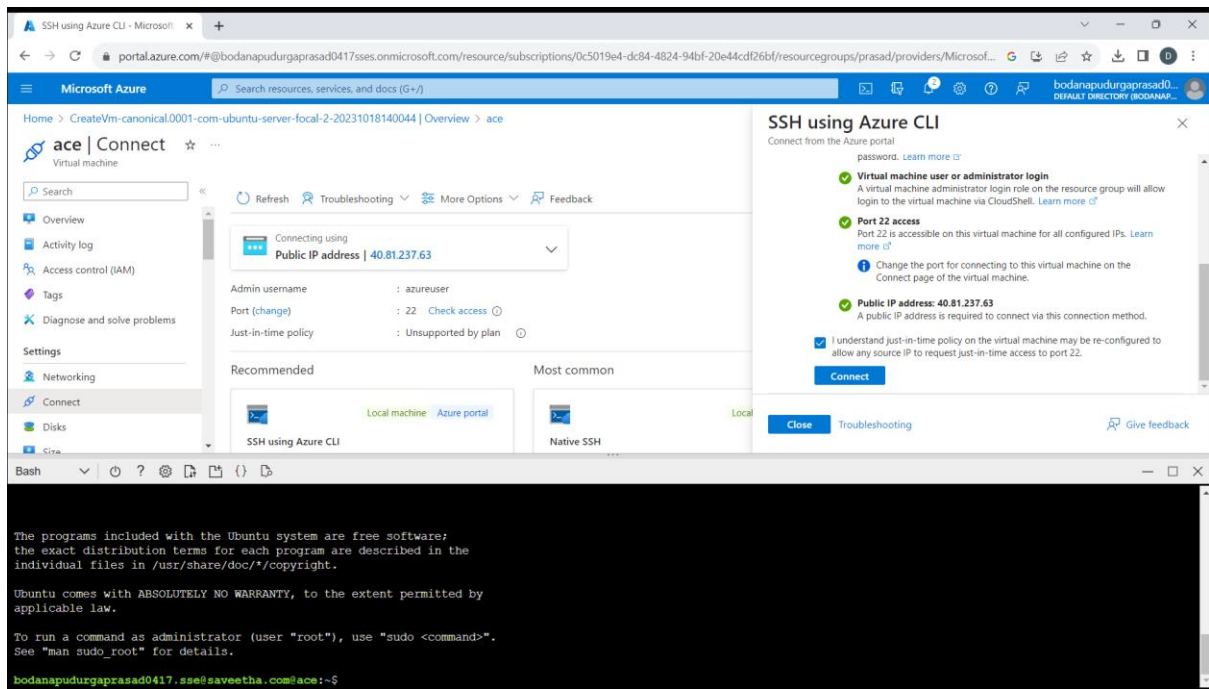 SSH using Azure CLI - Microsoft
portal.azure.com/#@bodanapudurgaprasad0417sses.onmicrosoft.com/resource/subscriptions/0c5019e4-dc84-4824-94bf-20e44cdf26bf/resourcegroups/prasad/providers/Microsof...
Microsoft Azure
Search resources, services, and docs (G+/)
2
bodanapudurgaprasad0...
DEFAULT DIRECTORY (BODANAP...
Home > CreateVm-canonical.0001-com-ubuntu-server-focal-2-20231018140044 | Overview > ace
ace | Connect
Virtual machine
Search
Overview
Activity log
Access control (IAM)
Tags
Diagnose and solve problems
Settings
Networking
Connect
Disks
Size
Refresh Troubleshooting More Options Feedback
Connecting using
Public IP address | 40.81.237.63
Admin username : azureuser
Port (change) : 22 Check access
Just-in-time policy : Unsupported by plan
Recommended
Most common
Local machine Azure portal
SSH using Azure CLI
Local
Native SSH
SSH using Azure CLI
Connect from the Azure portal
password. Learn more
Virtual machine user or administrator login
A virtual machine administrator login role on the resource group will allow
login to the virtual machine via CloudShell. Learn more
Port 22 access
Port 22 is accessible on this virtual machine for all configured IPs. Learn
more
Change the port for connecting to this virtual machine on the
Connect page of the virtual machine.
Public IP address: 40.81.237.63
A public IP address is required to connect via this connection method.
I understand just-in-time policy on the virtual machine may be re-configured to
allow any source IP to request just-in-time access to port 22.
Connect
Close Troubleshooting Give feedback
Bash
The programs included with the Ubuntu system are free software;
the exact distribution terms for each program are described in the
individual files in /usr/share/doc/*/copyright.
Ubuntu comes with ABSOLUTELY NO WARRANTY, to the extent permitted by
applicable law.
To run a command as administrator (user "root"), use "sudo <command>".
See "man sudo_root" for details.
bodanapudurgaprasad0417.sse@saveetha.com@ace:~$